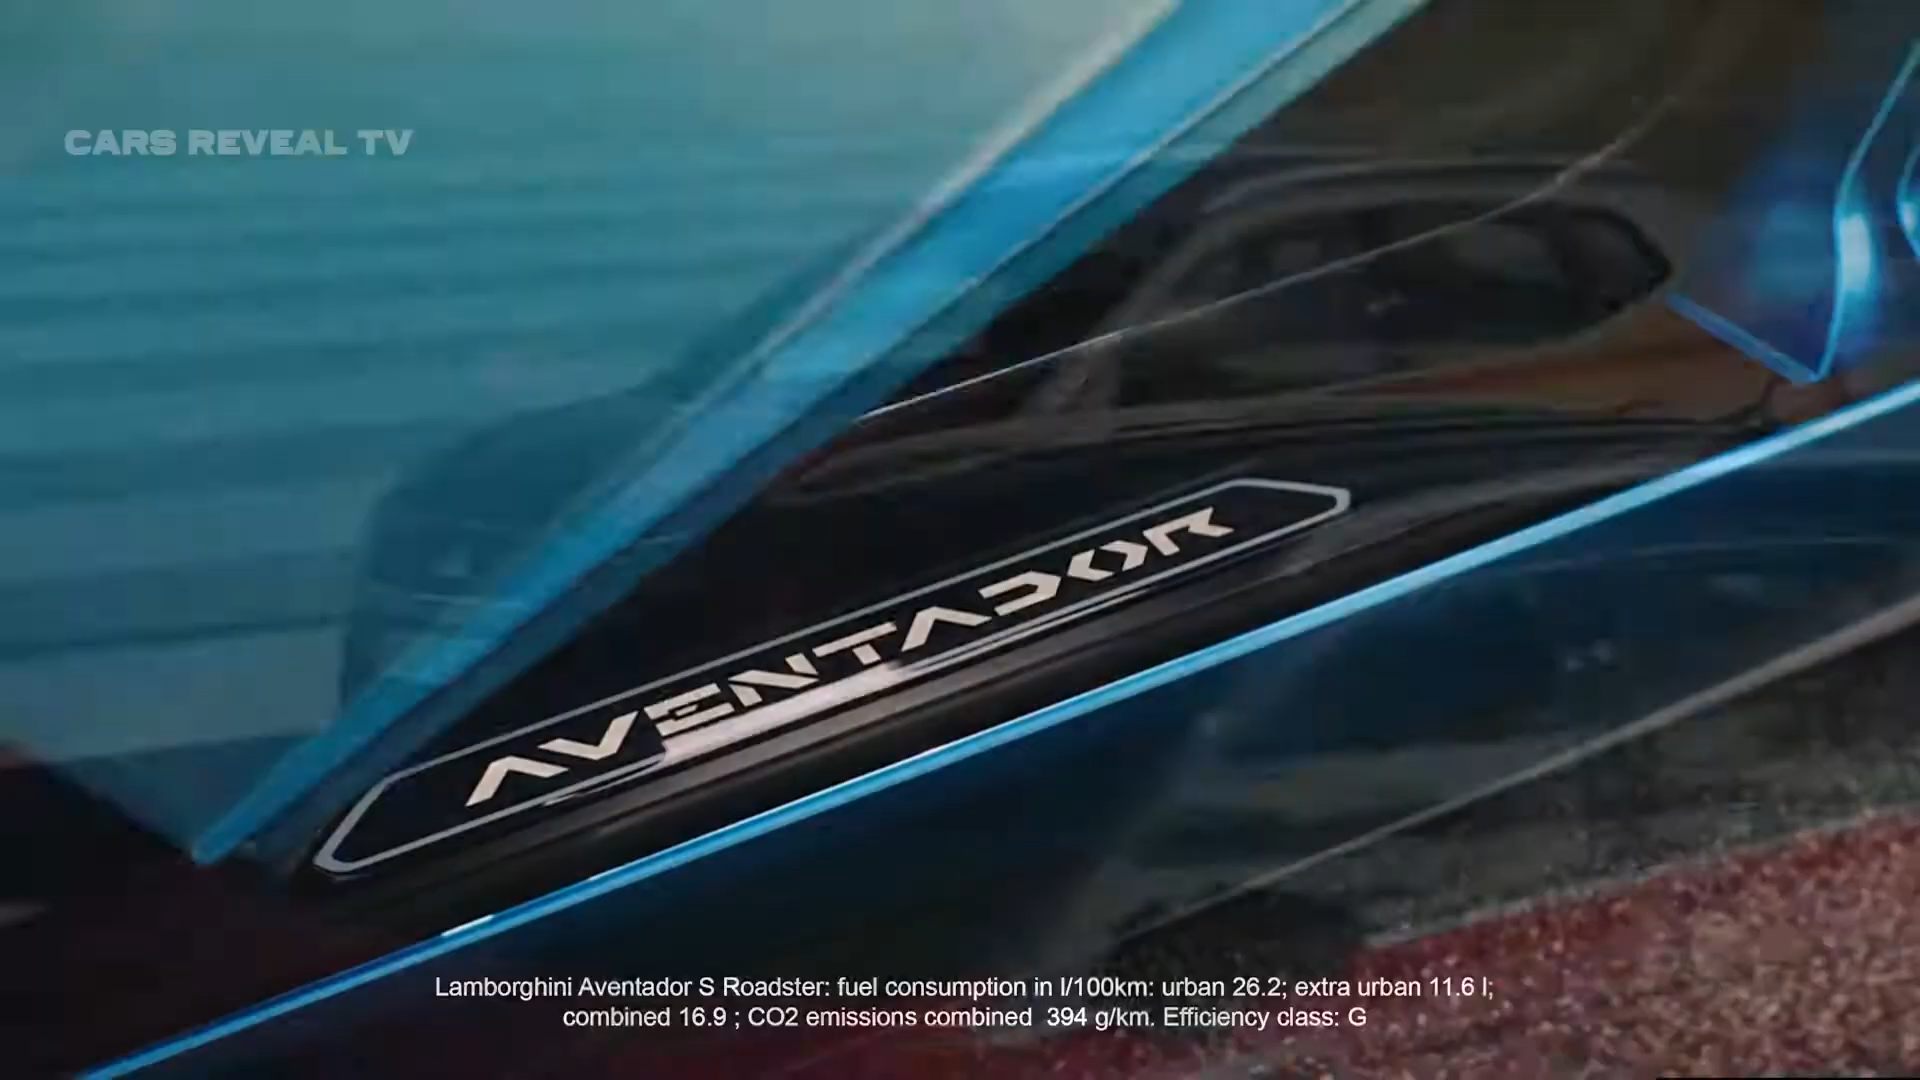 CARS REVEAL TV
AVENTADOR
Lamborghini Aventador S Roadster: fuel consumption in l/100km: urban 26.2; extra urban 11.6 l;
combined 16.9 ; CO2 emissions combined  394 g/km. Efficiency class: G